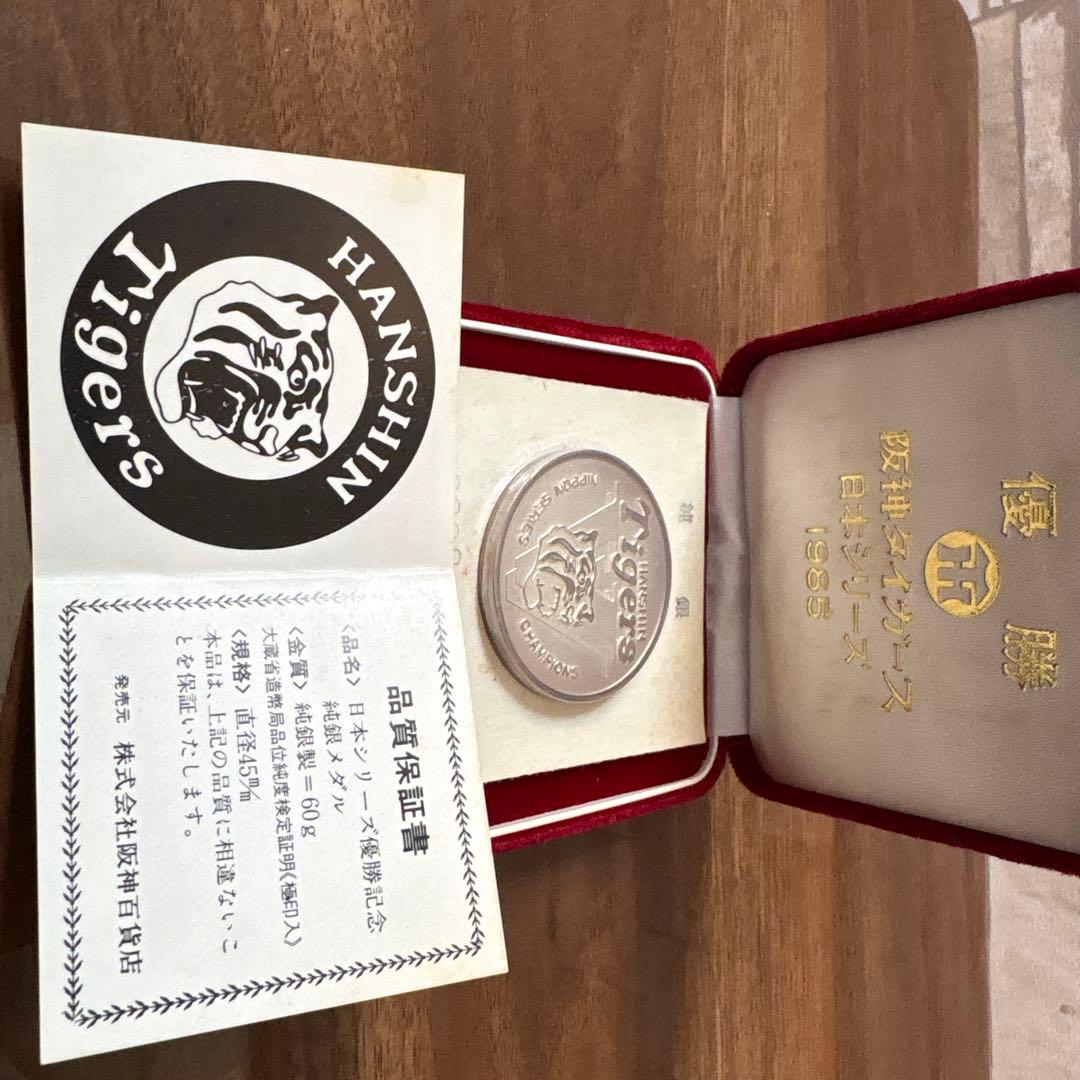 優勝
阪神タイガース
日本シリーズ
1985
純銀
HANSHIN
Tigers
NIPPON SERIES
CHAMPIONS
HANSHIN
Tigers
品質保証書
〈品名〉日本シリーズ優勝記念
純銀メダル
〈金質〉純銀製=60g
大蔵省造幣局品位純度検定証明《極印入》
〈規格〉直径45m/m
本品は、上記の品質に相違ないこ
とを保証いたします。
発売元 株式会社阪神百貨店